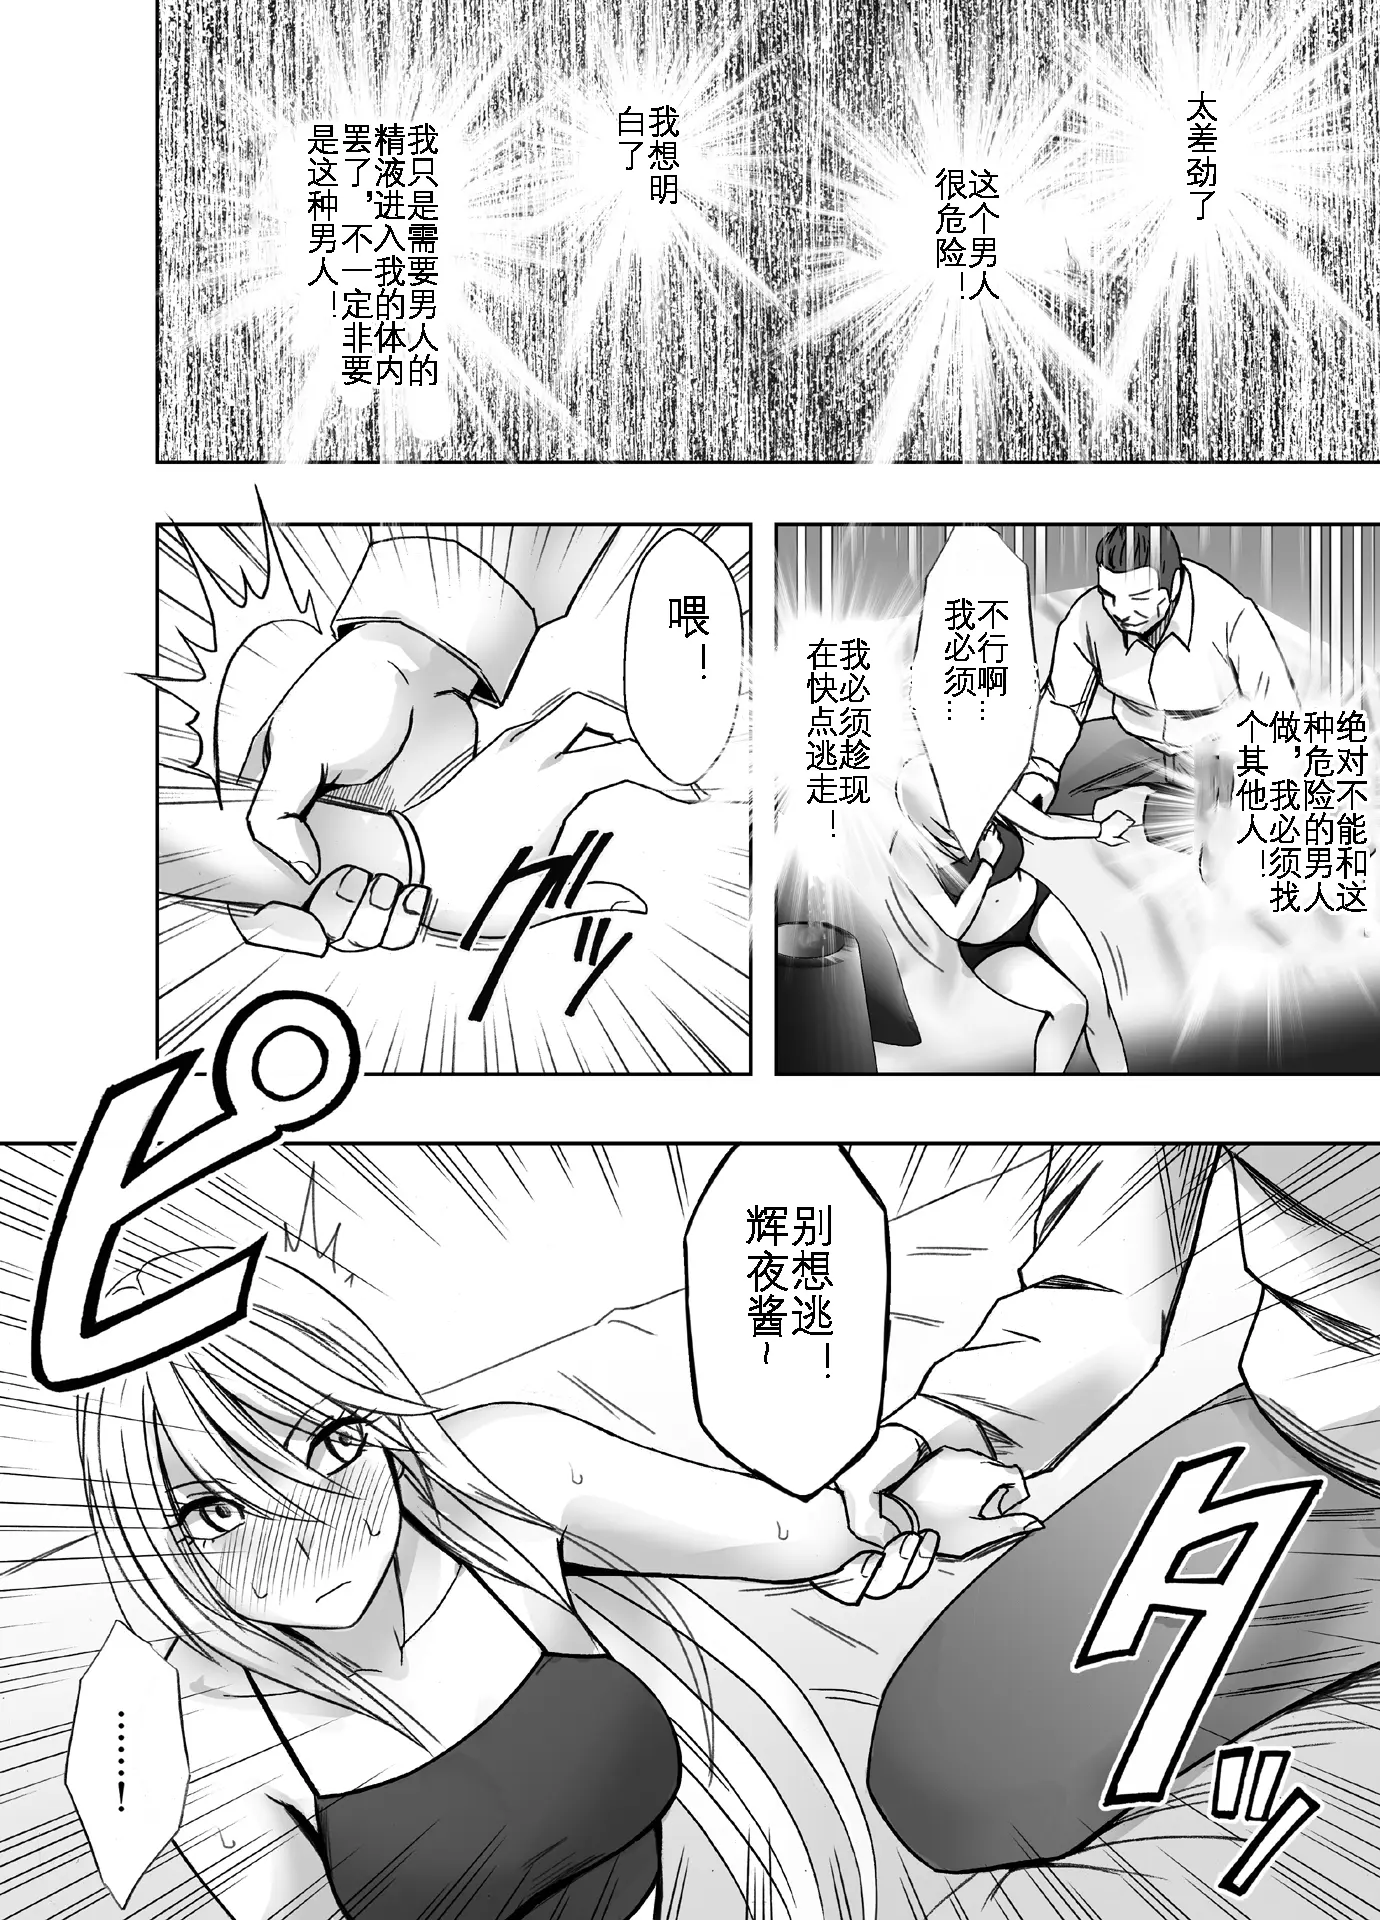 太差劲了
这个男人
很危险！
我想明
白了
我只是需要男人的
精液进入我的体内
罢了，不一定非要
是这种男人！
绝对不能和这
种危险的男人
做，我必须找
个其他人！
不行啊…
我必须…
我必须趁现
在快点逃走！
喂！
グッ
ピタッ
别想逃！
辉夜酱~
……！